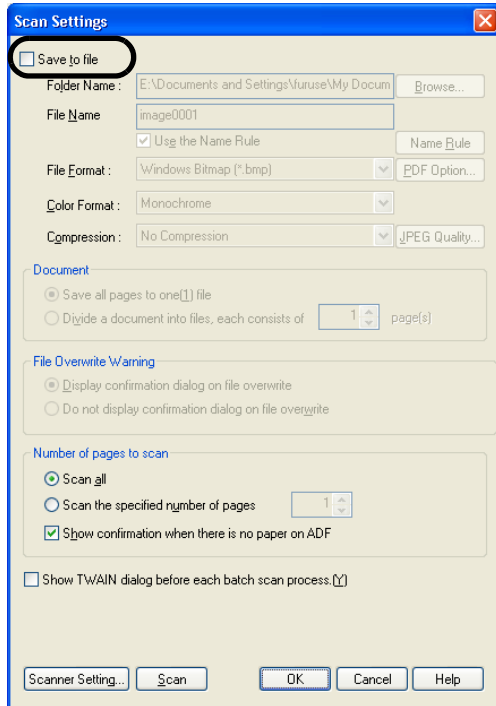 Scan Settings
Save to file
Folder Name : E:\Documents and Settings\furuse\My Docum Browse...
File Name image0001
Use the Name Rule Name Rule
File Format : Windows Bitmap (*.bmp) PDF Option...
Color Format : Monochrome
Compression : No Compression JPEG Quality...
Document
Save all pages to one(1) file
Divide a document into files, each consists of 1 page(s)
File Overwrite Warning
Display confirmation dialog on file overwrite
Do not display confirmation dialog on file overwrite
Number of pages to scan
Scan all
Scan the specified number of pages 1
Show confirmation when there is no paper on ADF
Show TWAIN dialog before each batch scan process.(Y)
Scanner Setting... Scan OK Cancel Help